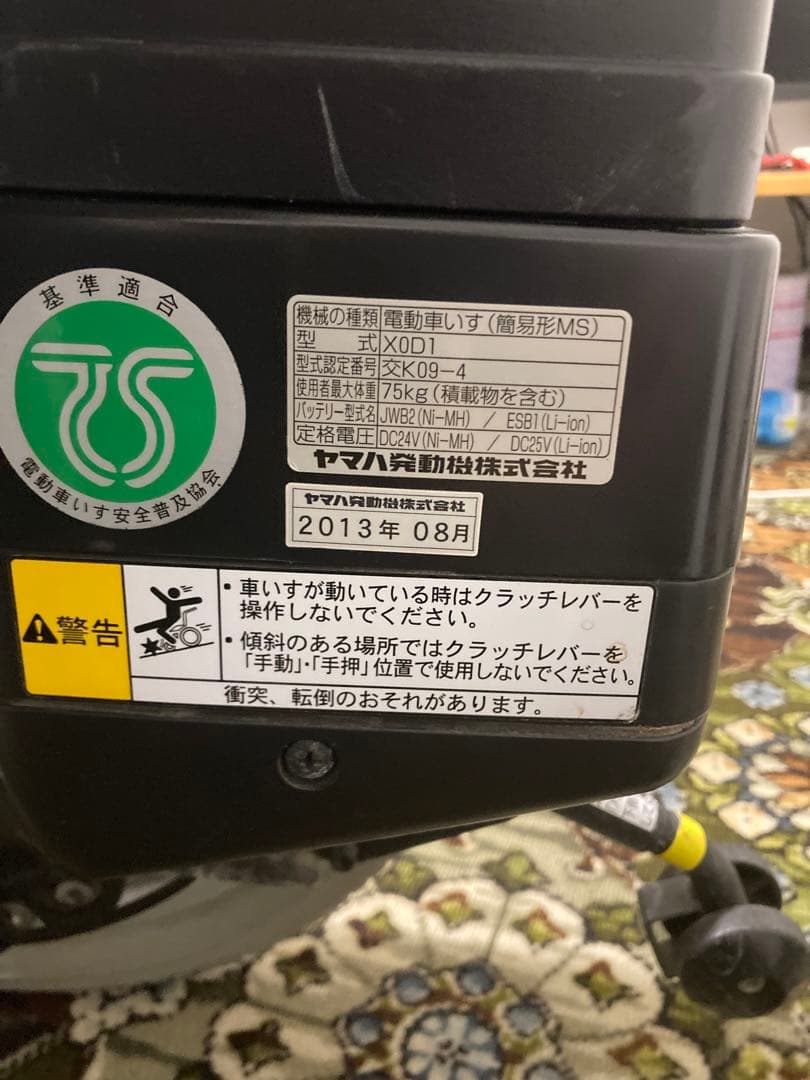 基準適合
TS
電動車いす安全普及協会
機械の種類 電動車いす(簡易形MS)
型式 X0D1
型式認定番号 交K09-4
使用者最大体重 75kg(積載物を含む)
バッテリー型式名 JWB2(Ni-MH) / ESB1(Li-ion)
定格電圧 DC24V(Ni-MH) / DC25V(Li-ion)
ヤマハ発動機株式会社
ヤマハ発動機株式会社
2013年 08月
警告
・車いすが動いている時はクラッチレバーを
操作しないでください。
・傾斜のある場所ではクラッチレバーを
「手動」・「手押」位置で使用しないでください。
衝突、転倒のおそれがあります。